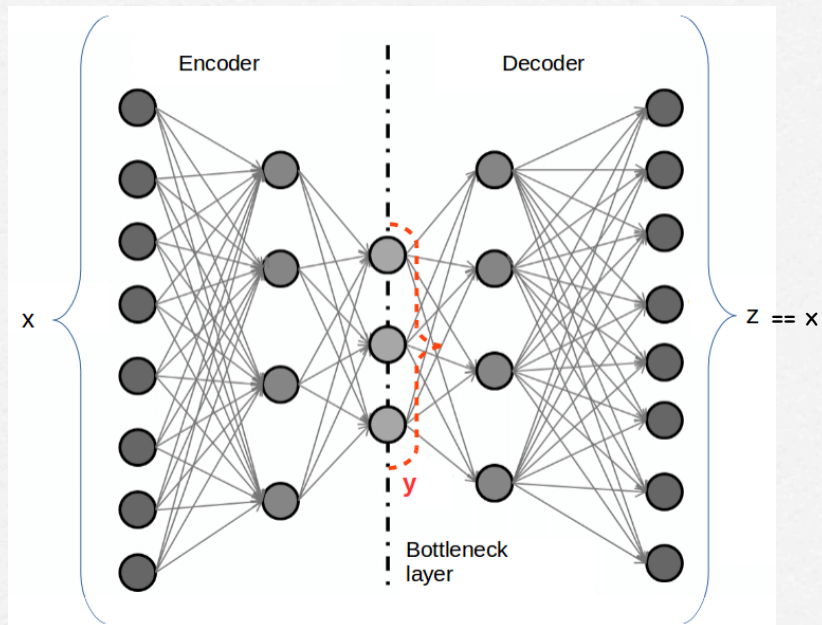 Encoder
Decoder
x
z == x
y
Bottleneck
layer